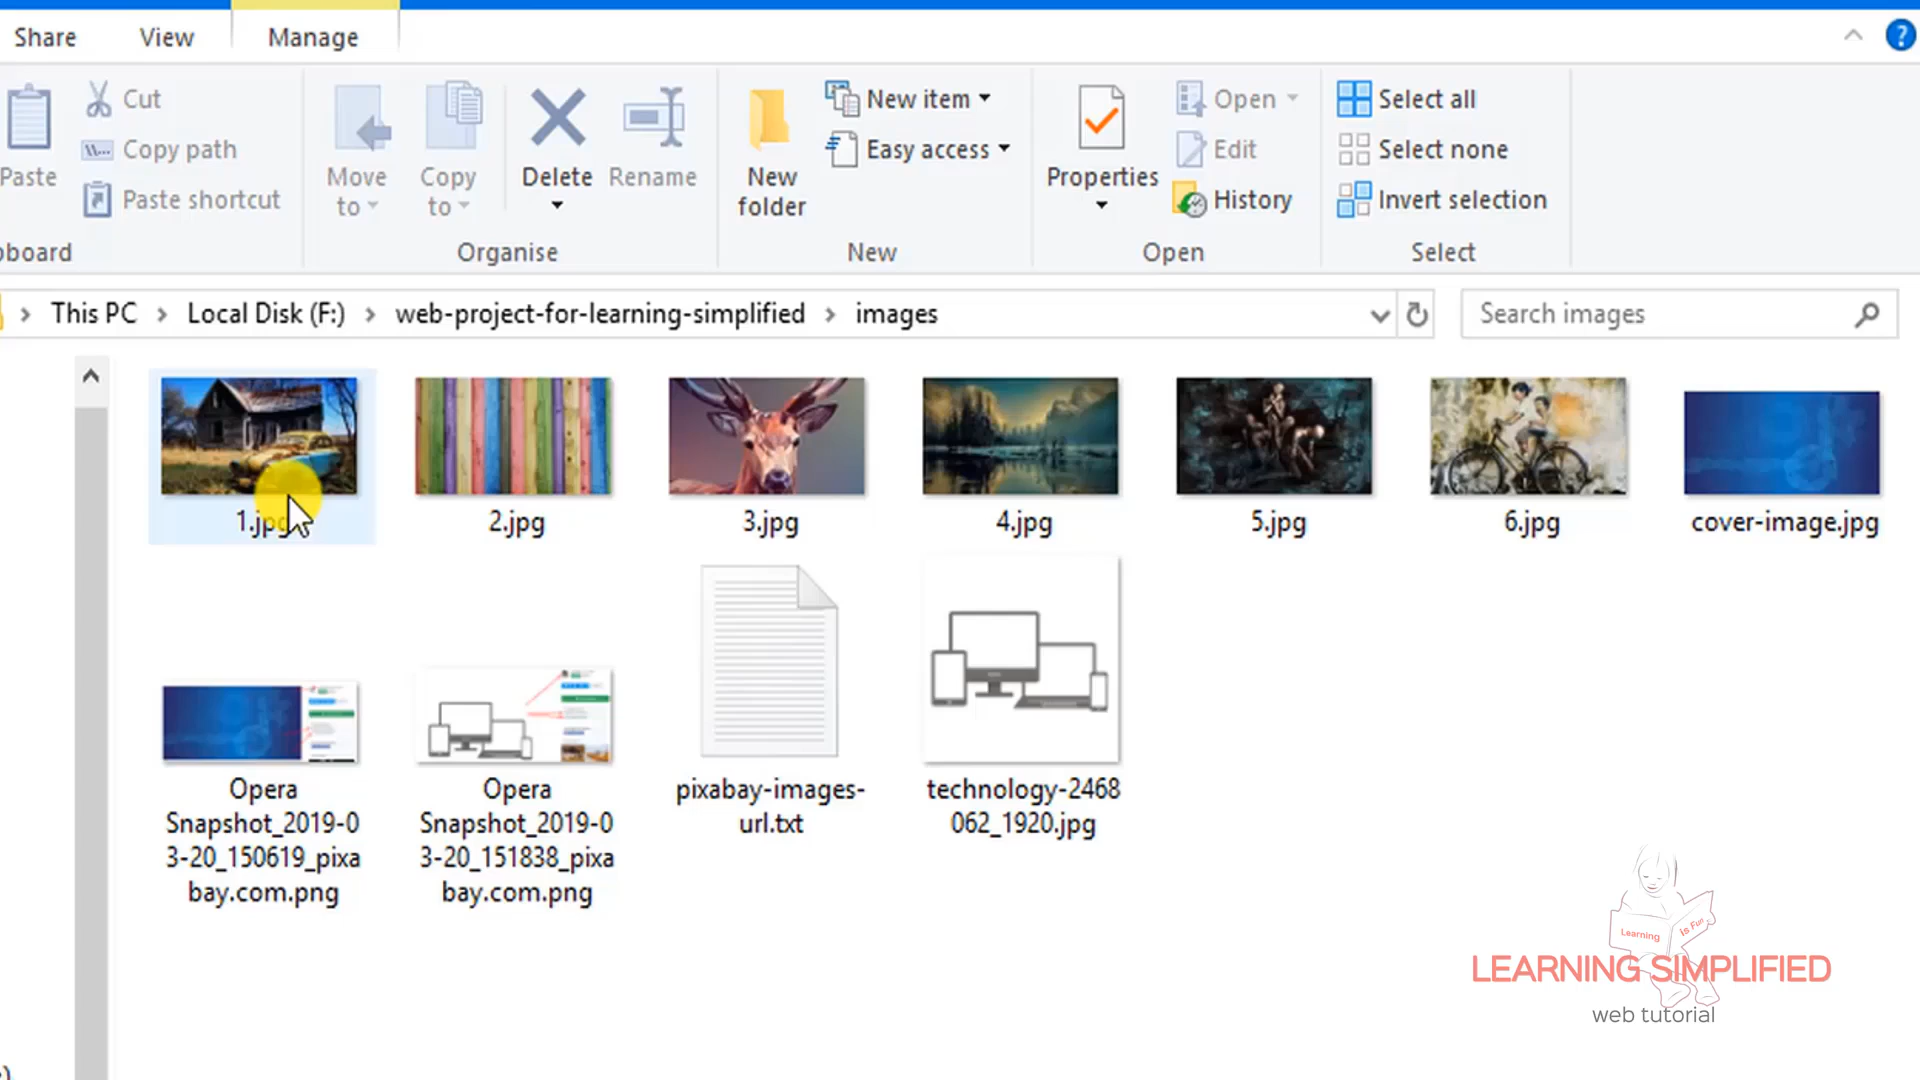 Share View Manage
?
Cut
Copy path
Paste Move to Copy to Delete Rename New folder
Paste shortcut
New item
Easy access
Properties
Open
Edit
History
Select all
Select none
Invert selection
board Organise New Open Select
This PC Local Disk (F:) web-project-for-learning-simplified images Search images
1.jpg 2.jpg 3.jpg 4.jpg 5.jpg 6.jpg cover-image.jpg
Opera
Snapshot_2019-0
3-20_150619_pixa
bay.com.png
Opera
Snapshot_2019-0
3-20_151838_pixa
bay.com.png
pixabay-images-
url.txt
technology-2468
062_1920.jpg
Learning is Fun
LEARNING SIMPLIFIED
web tutorial